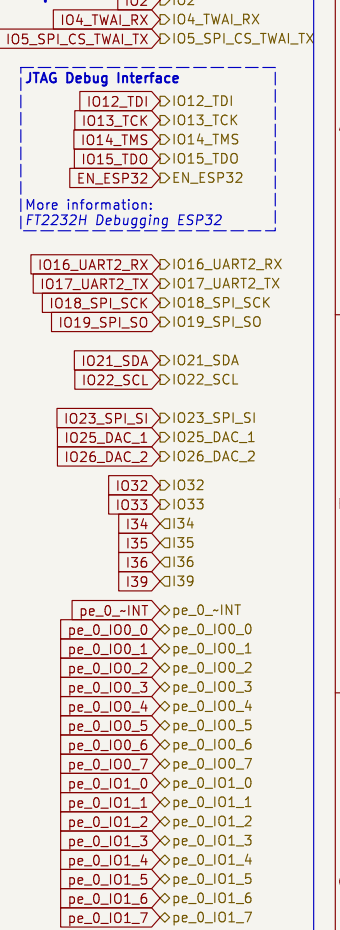 IO2 IO2
IO4_TWAI_RX IO4_TWAI_RX
IO5_SPI_CS_TWAI_TX IO5_SPI_CS_TWAI_TX
JTAG Debug Interface
IO12_TDI IO12_TDI
IO13_TCK IO13_TCK
IO14_TMS IO14_TMS
IO15_TDO IO15_TDO
EN_ESP32 EN_ESP32
More information:
FT2232H Debugging ESP32
IO16_UART2_RX IO16_UART2_RX
IO17_UART2_TX IO17_UART2_TX
IO18_SPI_SCK IO18_SPI_SCK
IO19_SPI_SO IO19_SPI_SO
IO21_SDA IO21_SDA
IO22_SCL IO22_SCL
IO23_SPI_SI IO23_SPI_SI
IO25_DAC_1 IO25_DAC_1
IO26_DAC_2 IO26_DAC_2
IO32 IO32
IO33 IO33
I34 I34
I35 I35
I36 I36
I39 I39
pe_0_~INT pe_0_~INT
pe_0_IO0_0 pe_0_IO0_0
pe_0_IO0_1 pe_0_IO0_1
pe_0_IO0_2 pe_0_IO0_2
pe_0_IO0_3 pe_0_IO0_3
pe_0_IO0_4 pe_0_IO0_4
pe_0_IO0_5 pe_0_IO0_5
pe_0_IO0_6 pe_0_IO0_6
pe_0_IO0_7 pe_0_IO0_7
pe_0_IO1_0 pe_0_IO1_0
pe_0_IO1_1 pe_0_IO1_1
pe_0_IO1_2 pe_0_IO1_2
pe_0_IO1_3 pe_0_IO1_3
pe_0_IO1_4 pe_0_IO1_4
pe_0_IO1_5 pe_0_IO1_5
pe_0_IO1_6 pe_0_IO1_6
pe_0_IO1_7 pe_0_IO1_7